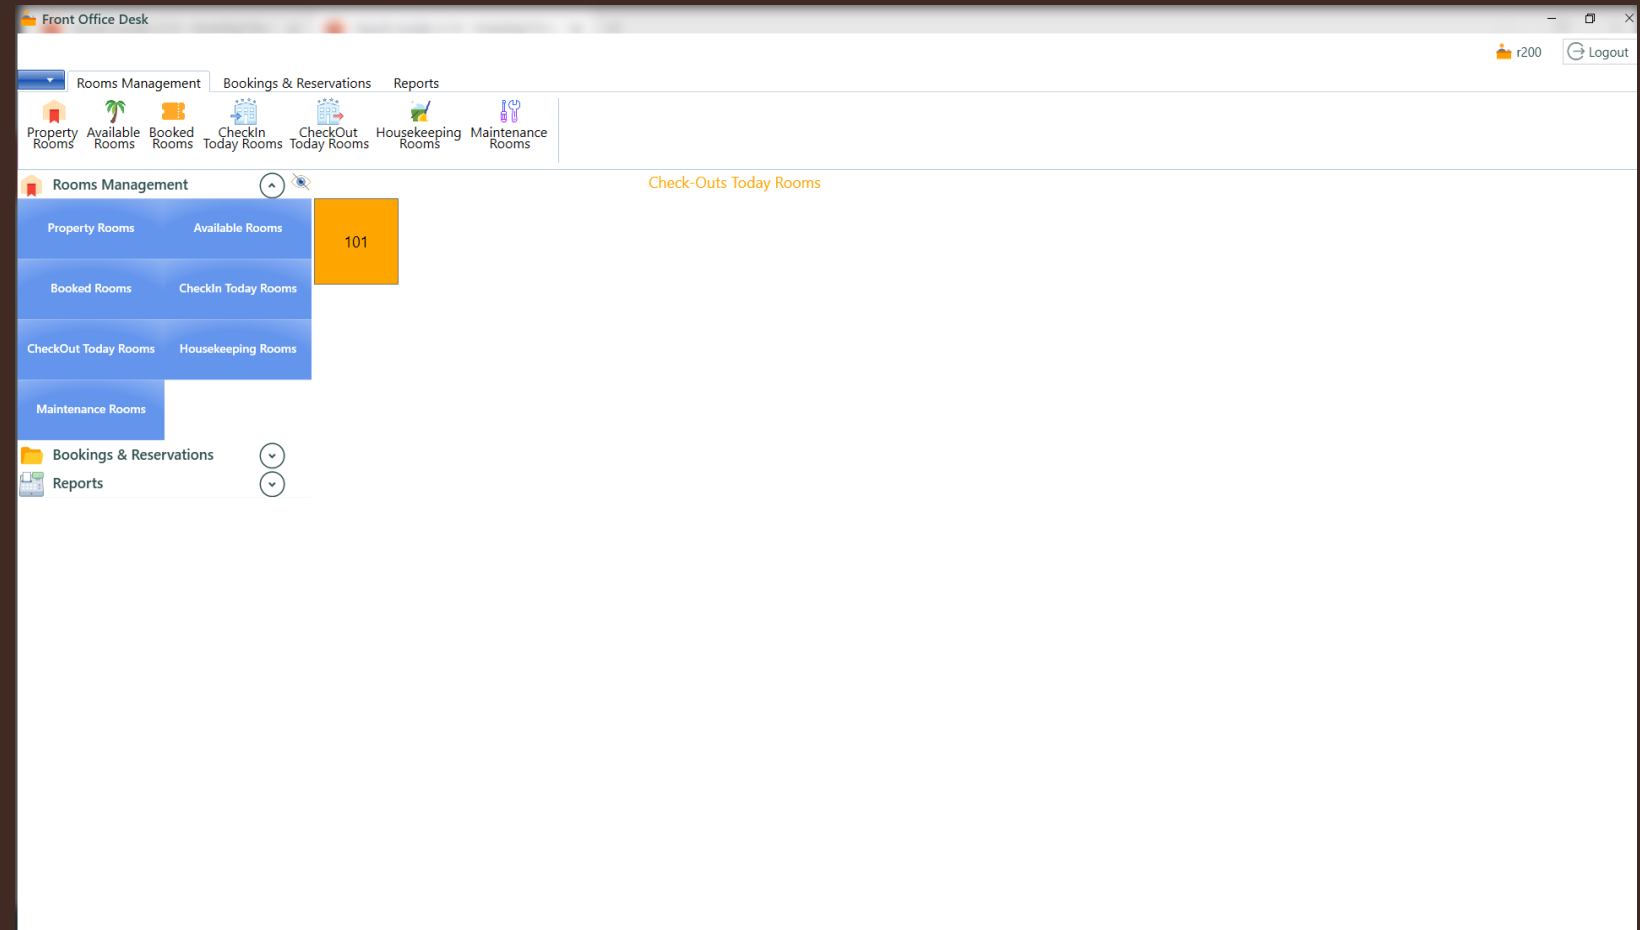 Front Office Desk
r200
Logout
Rooms Management
Bookings & Reservations
Reports
Property
Rooms
Available
Rooms
Booked
Rooms
CheckIn
Today Rooms
CheckOut
Today Rooms
Housekeeping
Rooms
Maintenance
Rooms
Rooms Management
Check-Outs Today Rooms
Property Rooms
Available Rooms
101
Booked Rooms
CheckIn Today Rooms
CheckOut Today Rooms
Housekeeping Rooms
Maintenance Rooms
Bookings & Reservations
Reports